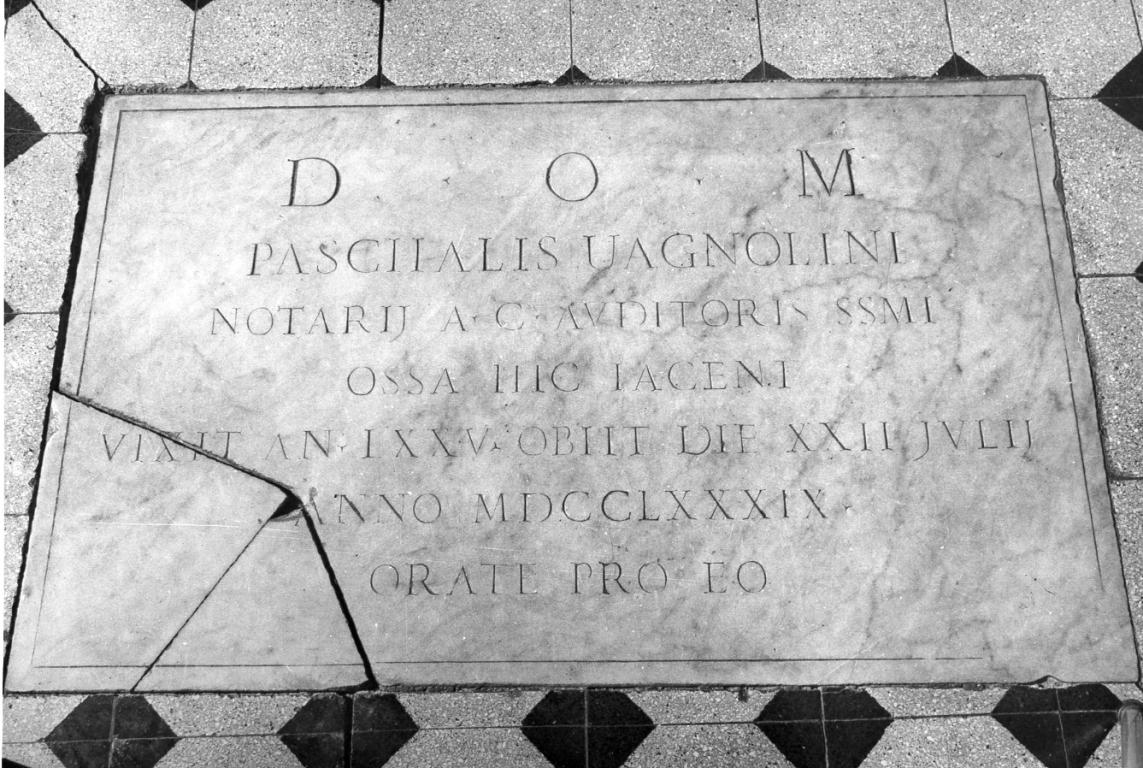 D · O · M
PASCHALIS UAGNOLINI
NOTARIJ A·C·AVDITORIS SSMI
OSSA HIC IACENT
VIXIT AN·LXXV·OBIIT DIE XXII JVLIJ
ANNO MDCCLXXXIX·
ORATE PRO EO